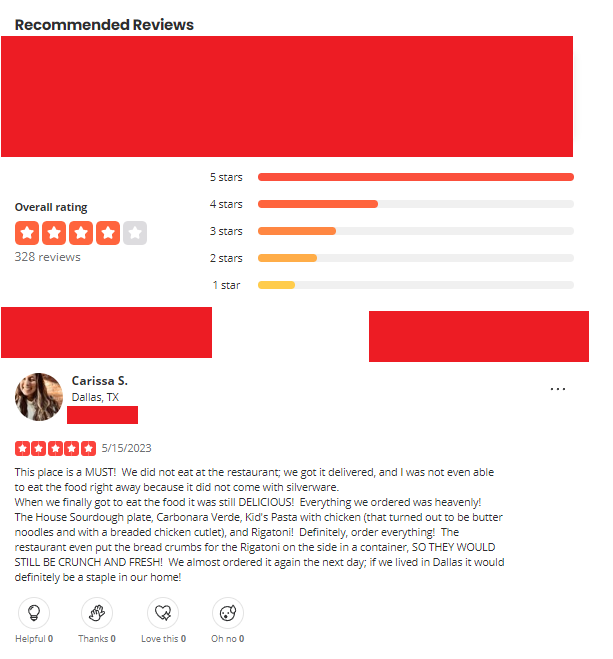 Recommended Reviews
Overall rating
328 reviews
5 stars
4 stars
3 stars
2 stars
1 star
Carissa S.
Dallas, TX
5/15/2023
This place is a MUST! We did not eat at the restaurant; we got it delivered, and I was not even able
to eat the food right away because it did not come with silverware.
When we finally got to eat the food it was still DELICIOUS! Everything we ordered was heavenly!
The House Sourdough plate, Carbonara Verde, Kid's Pasta with chicken (that turned out to be butter
noodles and with a breaded chicken cutlet), and Rigatoni! Definitely, order everything! The
restaurant even put the bread crumbs for the Rigatoni on the side in a container, SO THEY WOULD
STILL BE CRUNCH AND FRESH! We almost ordered it again the next day; if we lived in Dallas it would
definitely be a staple in our home!
Helpful 0
Thanks 0
Love this 0
Oh no 0